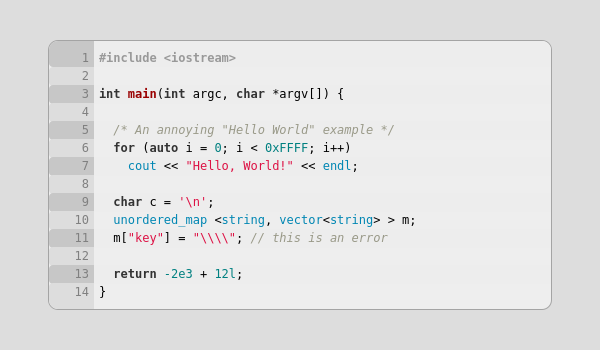 1 #include <iostream>
2
3 int main(int argc, char *argv[]) {
4
5   /* An annoying "Hello World" example */
6   for (auto i = 0; i < 0xFFFF; i++)
7     cout << "Hello, World!" << endl;
8
9   char c = '\n';
10   unordered_map <string, vector<string> > m;
11   m["key"] = "\\\\"; // this is an error
12
13   return -2e3 + 12l;
14 }